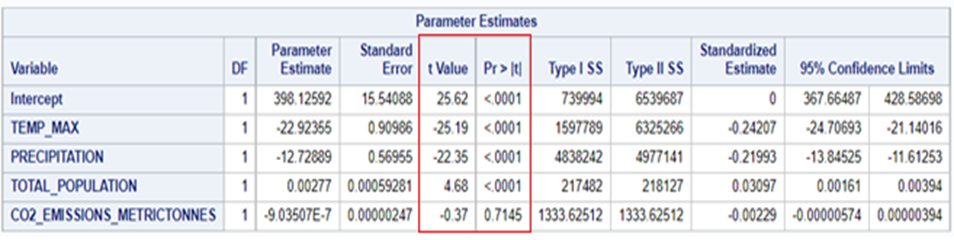 Parameter Estimates
Variable DF Parameter Estimate Standard Error t Value Pr > |t| Type I SS Type II SS Standardized Estimate 95% Confidence Limits
Intercept 1 398.12592 15.54088 25.62 <.0001 739994 6539687 0 367.66487 428.58698
TEMP_MAX 1 -22.92355 0.90986 -25.19 <.0001 1597789 6325266 -0.24207 -24.70693 -21.14016
PRECIPITATION 1 -12.72889 0.56955 -22.35 <.0001 4838242 4977141 -0.21993 -13.84525 -11.61253
TOTAL_POPULATION 1 0.00277 0.00059281 4.68 <.0001 217482 218127 0.03097 0.00161 0.00394
CO2_EMISSIONS_METRICTONNES 1 -9.03507E-7 0.00000247 -0.37 0.7145 1333.62512 1333.62512 -0.00229 -0.00000574 0.00000394